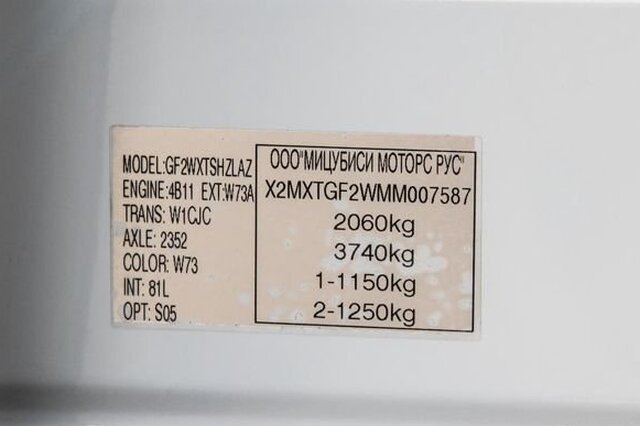 MODEL:GF2WXTSHZLAZ
ENGINE:4B11 EXT:W73A
TRANS: W1CJC
AXLE: 2352
COLOR: W73
INT: 81L
OPT: S05
ООО"МИЦУБИСИ МОТОРС РУС"
X2MXTGF2WMM007587
2060kg
3740kg
1-1150kg
2-1250kg